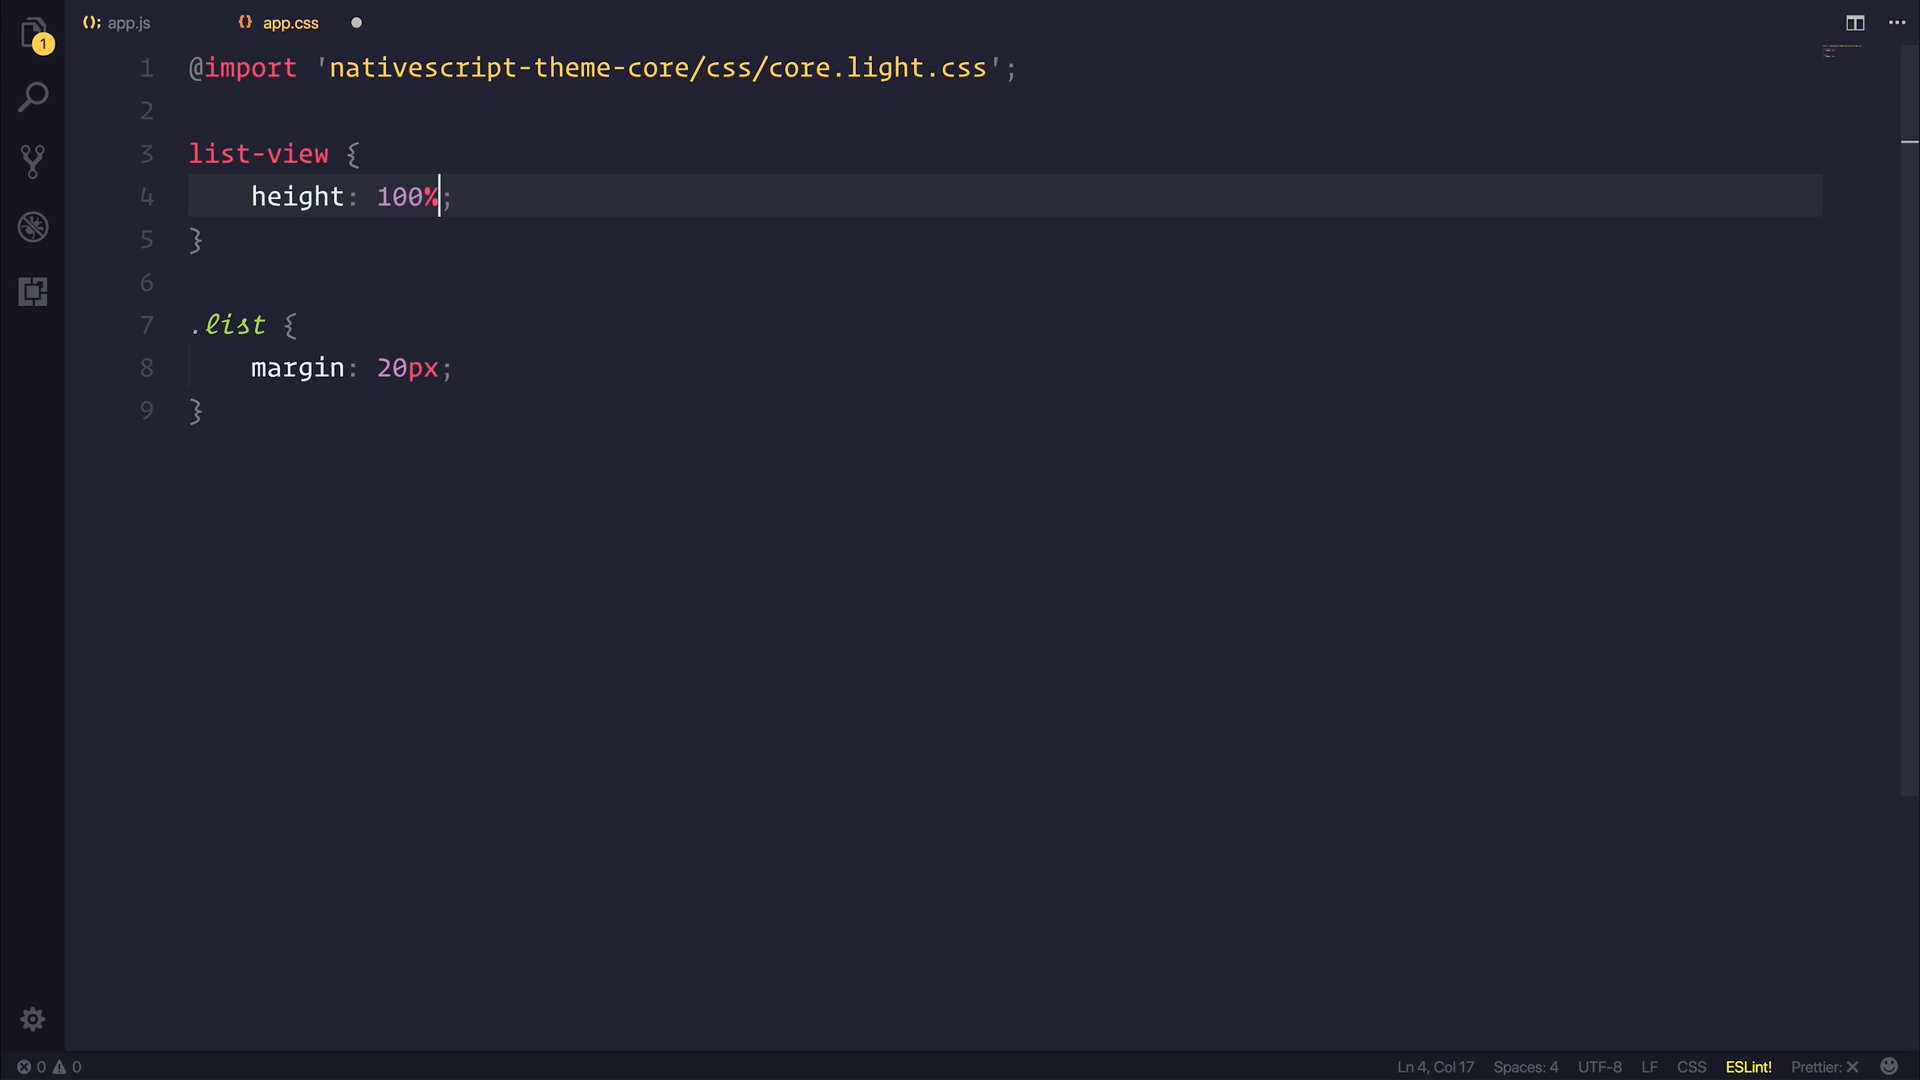 1
app.js
app.css
1 @import 'nativescript-theme-core/css/core.light.css';
2
3 list-view {
4     height: 100%;
5 }
6
7 .list {
8     margin: 20px;
9 }
0 0
Ln 4, Col 17 Spaces: 4 UTF-8 LF CSS ESLint! Prettier: ✕